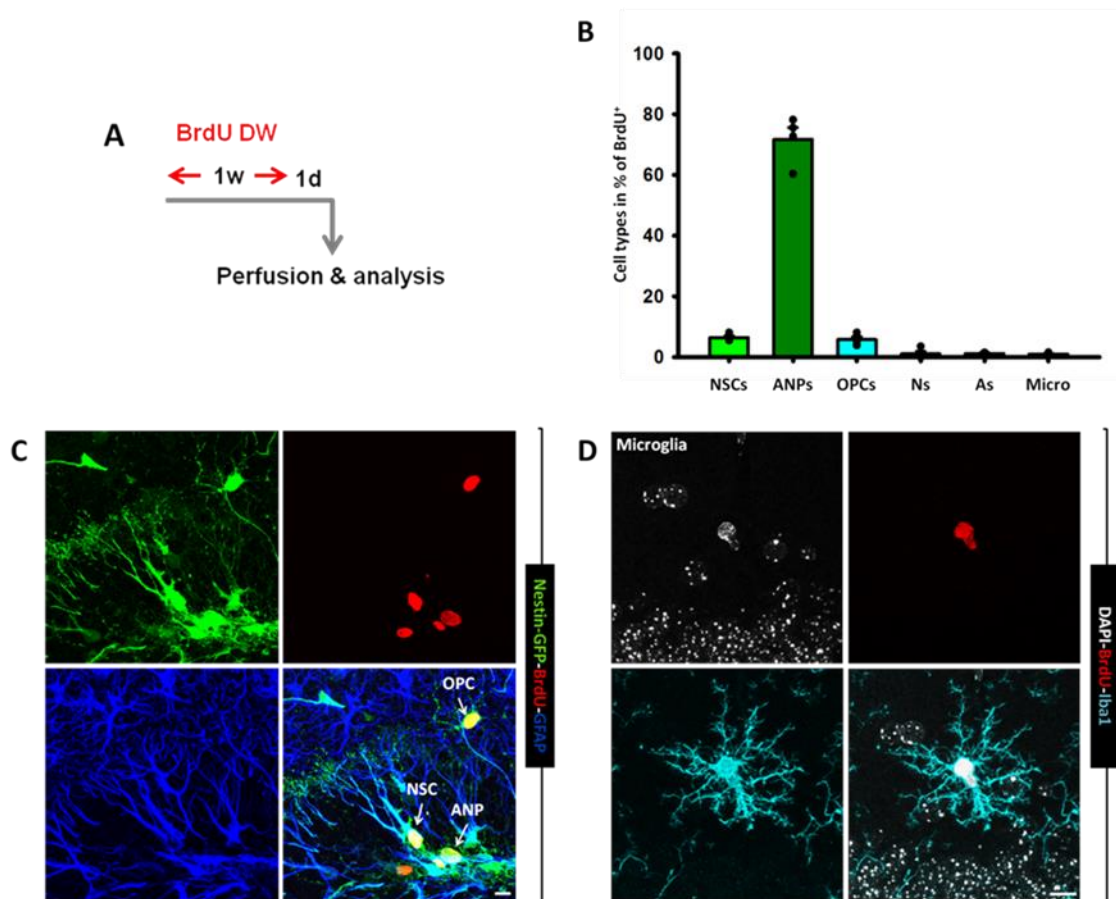 A
BrdU DW
1w
1d
Perfusion & analysis
B
Cell types in % of BrdU⁺
100
80
60
40
20
0
NSCs ANPs OPCs Ns As Micro
C
OPC
NSC
ANP
Nestin-GFP-BrdU-GFAP
D
Microglia
DAPI-BrdU-Iba1